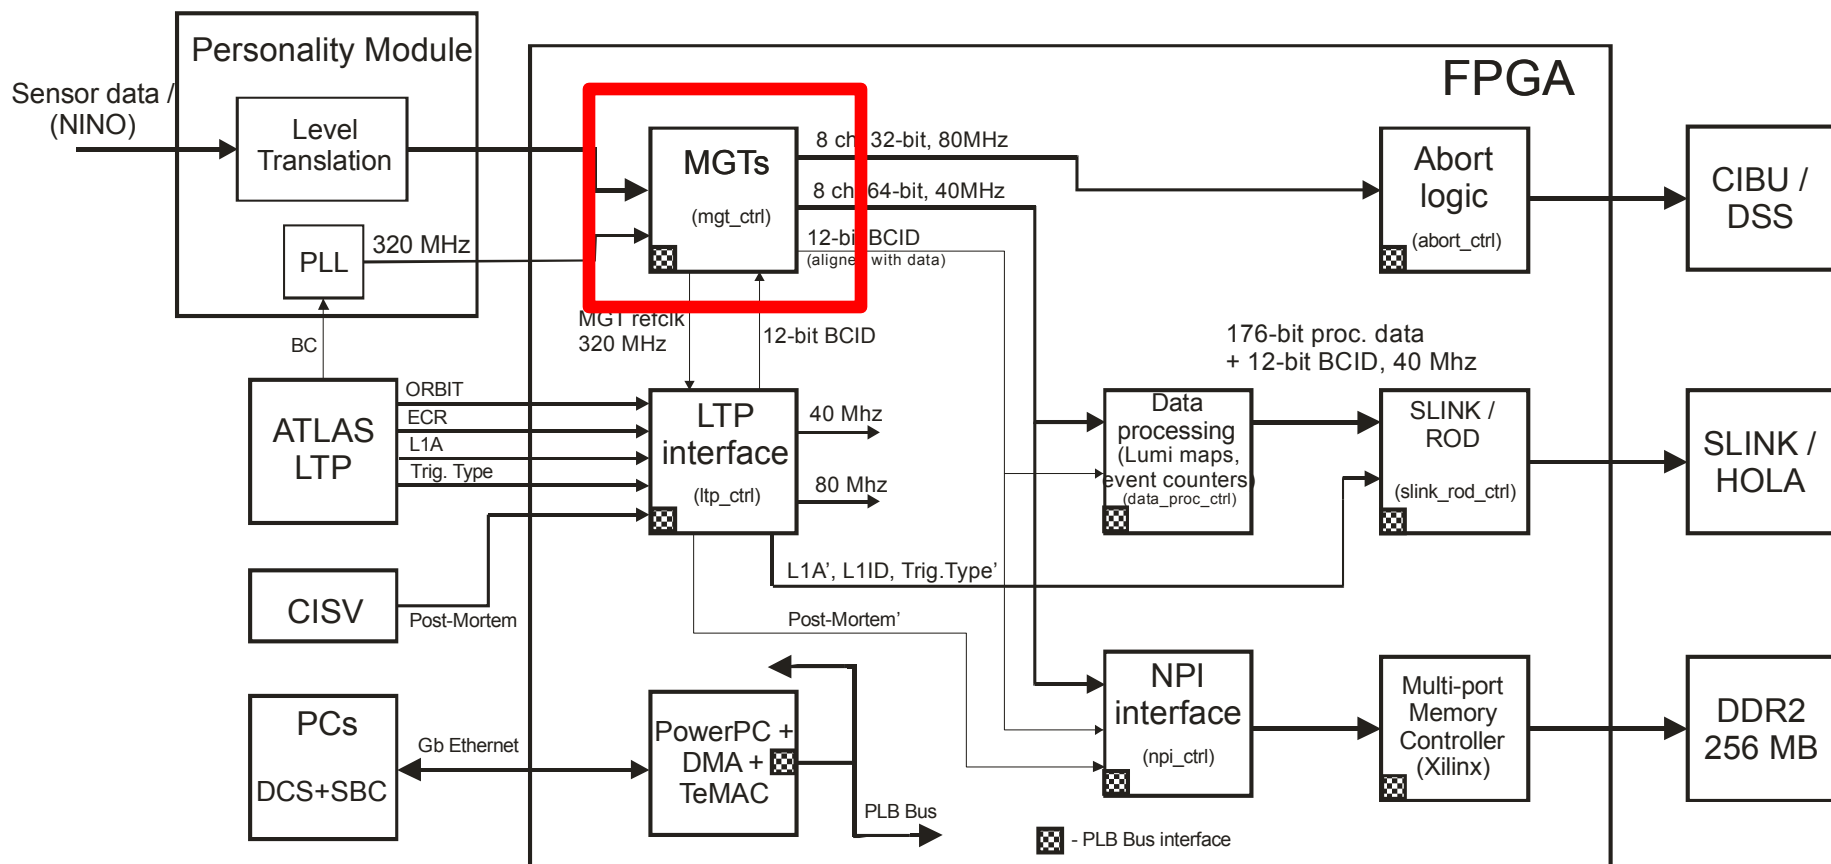 Personality Module
FPGA
Sensor data /
(NINO)
Level
Translation
MGTs
(mgt_ctrl)
8 ch 32-bit, 80MHz
8 ch 64-bit, 40MHz
12-bit BCID
(aligned with data)
Abort
logic
(abort_ctrl)
CIBU /
DSS
PLL
320 MHz
MGT refclk
320 MHz
12-bit BCID
BC
176-bit proc. data
+ 12-bit BCID, 40 Mhz
ATLAS
LTP
ORBIT
ECR
L1A
Trig. Type
LTP
interface
(ltp_ctrl)
40 Mhz
80 Mhz
Data
processing
(Lumi maps,
event counters)
(data_proc_ctrl)
SLINK /
ROD
(slink_rod_ctrl)
SLINK /
HOLA
L1A’, L1ID, Trig.Type’
CISV
Post-Mortem
Post-Mortem’
NPI
interface
(npi_ctrl)
Multi-port
Memory
Controller
(Xilinx)
DDR2
256 MB
PCs
DCS+SBC
Gb Ethernet
PowerPC +
DMA +
TeMAC
PLB Bus
- PLB Bus interface